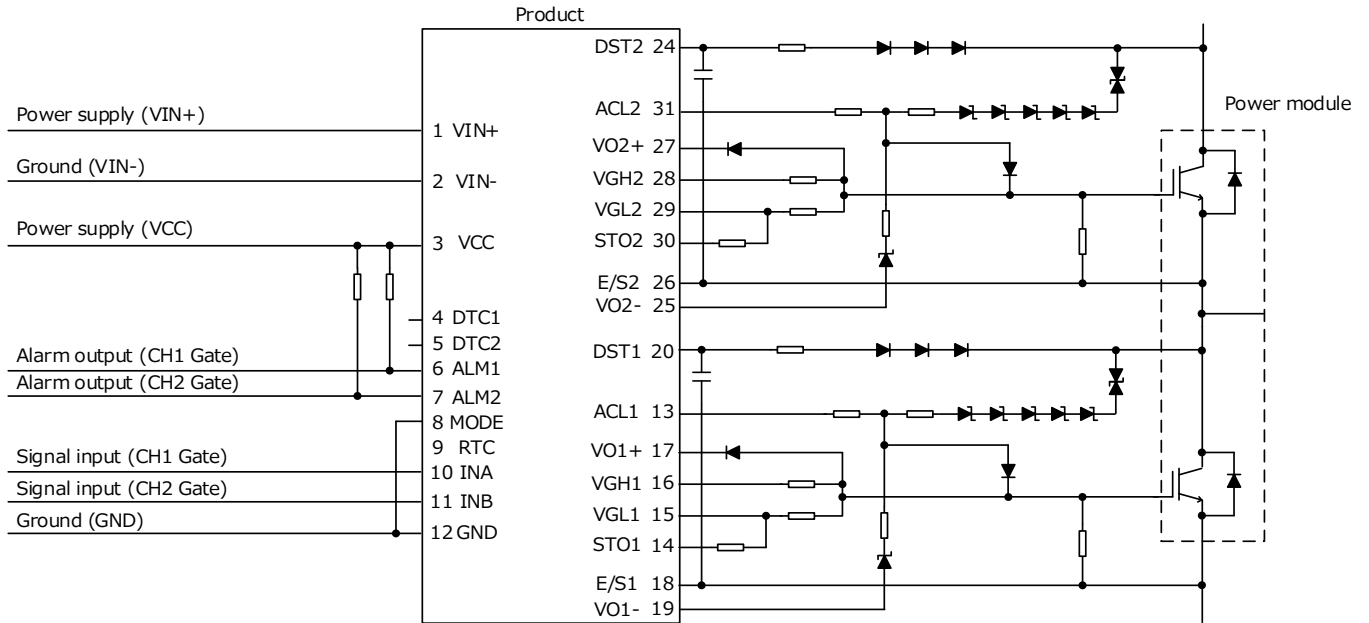 Product
Power supply (VIN+)
Ground (VIN-)
Power supply (VCC)
Alarm output (CH1 Gate)
Alarm output (CH2 Gate)
Signal input (CH1 Gate)
Signal input (CH2 Gate)
Ground (GND)
1 VIN+
2 VIN-
3 VCC
4 DTC1
5 DTC2
6 ALM1
7 ALM2
8 MODE
9 RTC
10 INA
11 INB
12 GND
DST2 24
ACL2 31
VO2+ 27
VGH2 28
VGL2 29
STO2 30
E/S2 26
VO2- 25
DST1 20
ACL1 13
VO1+ 17
VGH1 16
VGL1 15
STO1 14
E/S1 18
VO1- 19
Power module